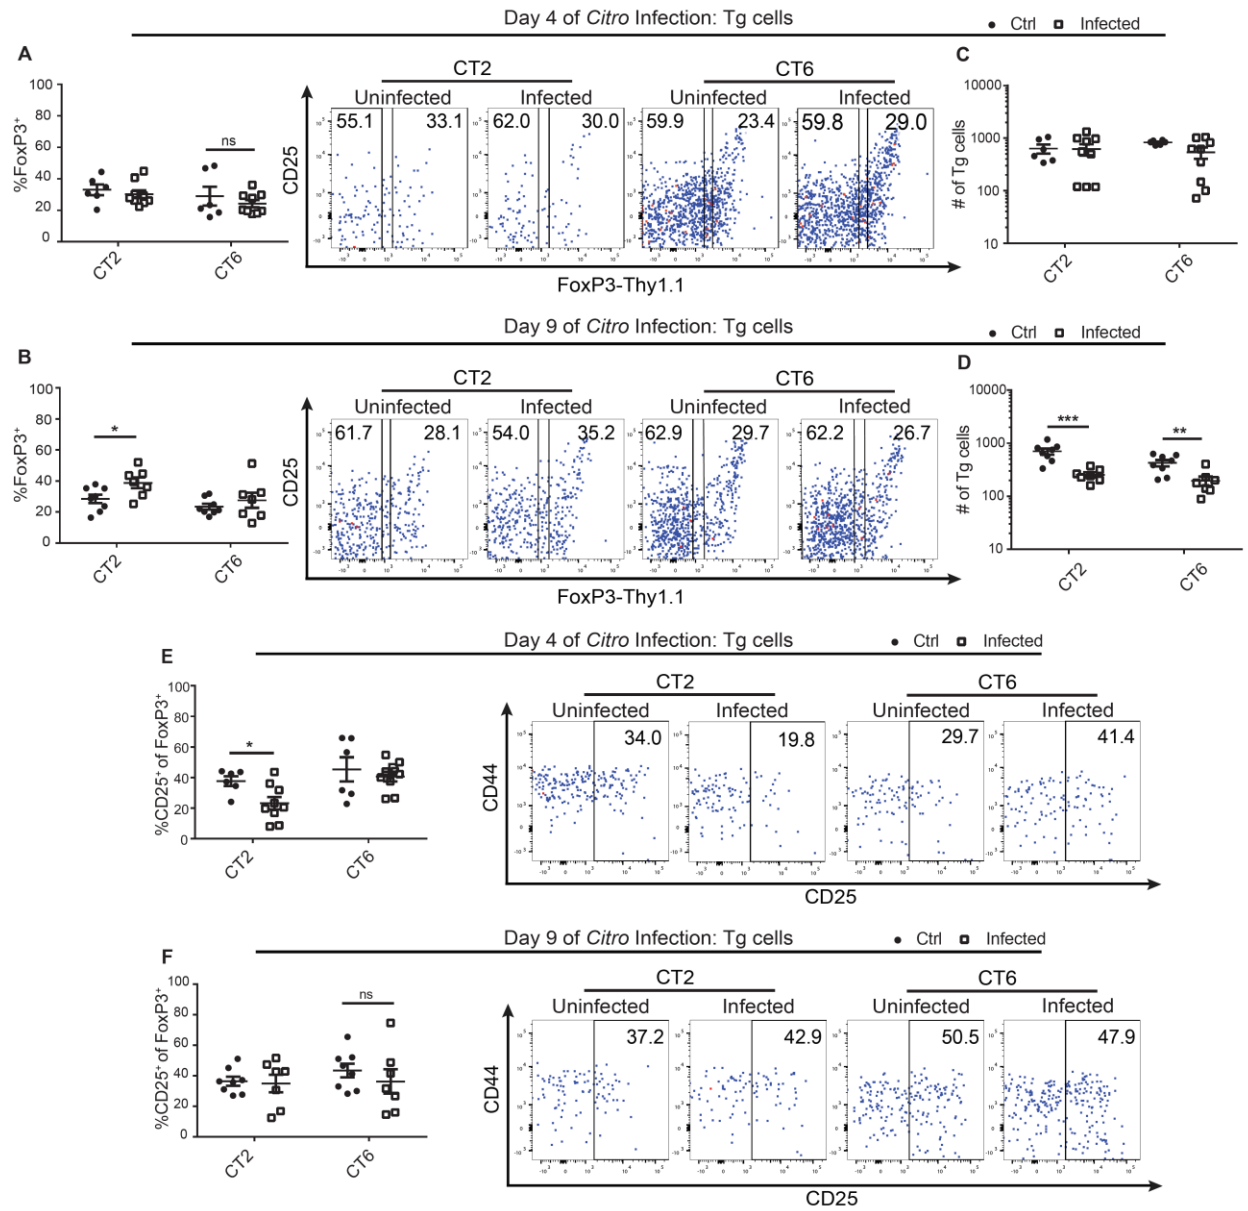 Day 4 of Citro Infection: Tg cells
Ctrl Infected
A
%FoxP3+
100
80
60
40
20
0
ns
CT2 CT6
CT2 CT6
Uninfected Infected Uninfected Infected
55.1 33.1 62.0 30.0 59.9 23.4 59.8 29.0
CD25
FoxP3-Thy1.1
C
# of Tg cells
10000
1000
100
10
CT2 CT6
Day 9 of Citro Infection: Tg cells
Ctrl Infected
B
%FoxP3+
100
80
60
40
20
0
*
CT2 CT6
CT2 CT6
Uninfected Infected Uninfected Infected
61.7 28.1 54.0 35.2 62.9 29.7 62.2 26.7
CD25
FoxP3-Thy1.1
D
# of Tg cells
10000
1000
100
10
*** **
CT2 CT6
Day 4 of Citro Infection: Tg cells
Ctrl Infected
E
%CD25+ of FoxP3+
100
80
60
40
20
0
*
CT2 CT6
CT2 CT6
Uninfected Infected Uninfected Infected
34.0 19.8 29.7 41.4
CD44
CD25
Day 9 of Citro Infection: Tg cells
Ctrl Infected
F
%CD25+ of FoxP3+
100
80
60
40
20
0
ns
CT2 CT6
CT2 CT6
Uninfected Infected Uninfected Infected
37.2 42.9 50.5 47.9
CD44
CD25